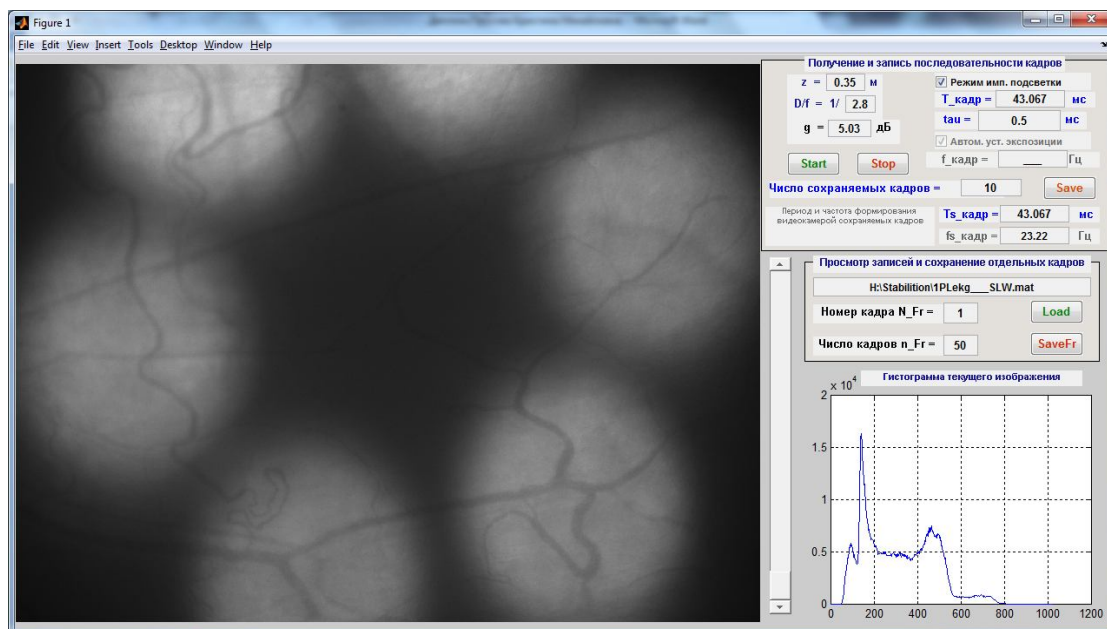 Figure 1
File Edit View Insert Tools Desktop Window Help
Получение и запись последовательности кадров
z = 0.35 м
Режим имп. подсветки
D/f = 1/ 2.8
T_кадр = 43.067 мс
g = 5.03 дБ
tau = 0.5 мс
Автом. уст. экспозиции
Start Stop
f_кадр = ___ Гц
Число сохраняемых кадров = 10 Save
Период и частота формирования
видеокамерой сохраняемых кадров
Ts_кадр = 43.067 мс
fs_кадр = 23.22 Гц
Просмотр записей и сохранение отдельных кадров
H:\Stabilition\1PLekg___SLW.mat
Номер кадра N_Fr = 1 Load
Число кадров n_Fr = 50 SaveFr
Гистограмма текущего изображения
x 10^4
2
1.5
1
0.5
0
0 200 400 600 800 1000 1200